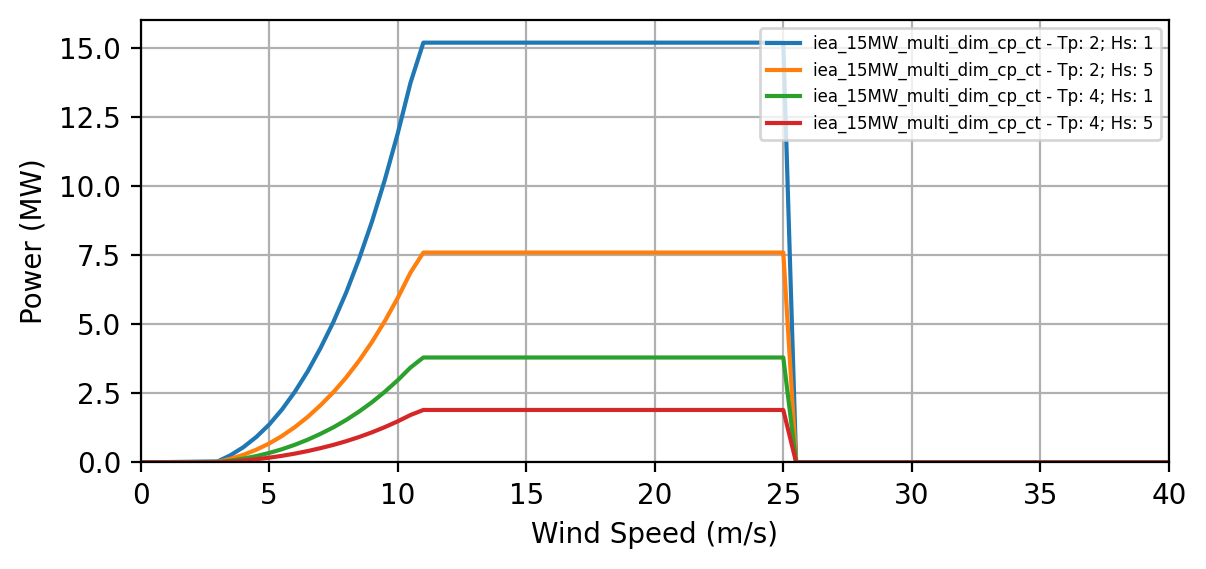 15.0
12.5
10.0
7.5
5.0
2.5
0.0
Power (MW)
iea_15MW_multi_dim_cp_ct - Tp: 2; Hs: 1
iea_15MW_multi_dim_cp_ct - Tp: 2; Hs: 5
iea_15MW_multi_dim_cp_ct - Tp: 4; Hs: 1
iea_15MW_multi_dim_cp_ct - Tp: 4; Hs: 5
0 5 10 15 20 25 30 35 40
Wind Speed (m/s)